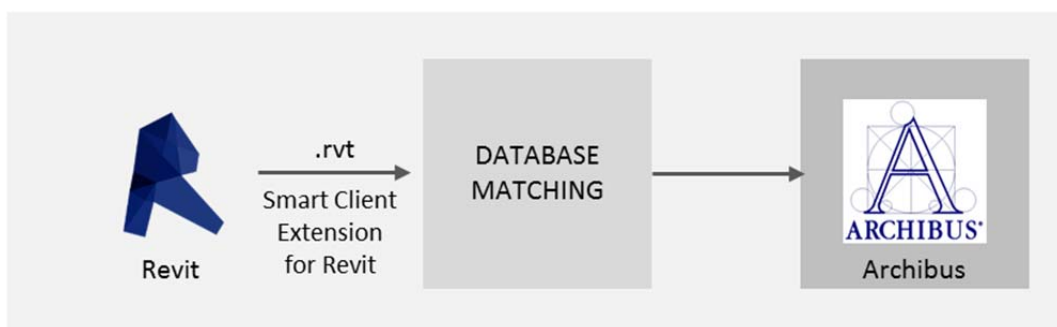 .rvt
Smart Client
Extension
for Revit
Revit
DATABASE
MATCHING
A
ARCHIBUS®
Archibus